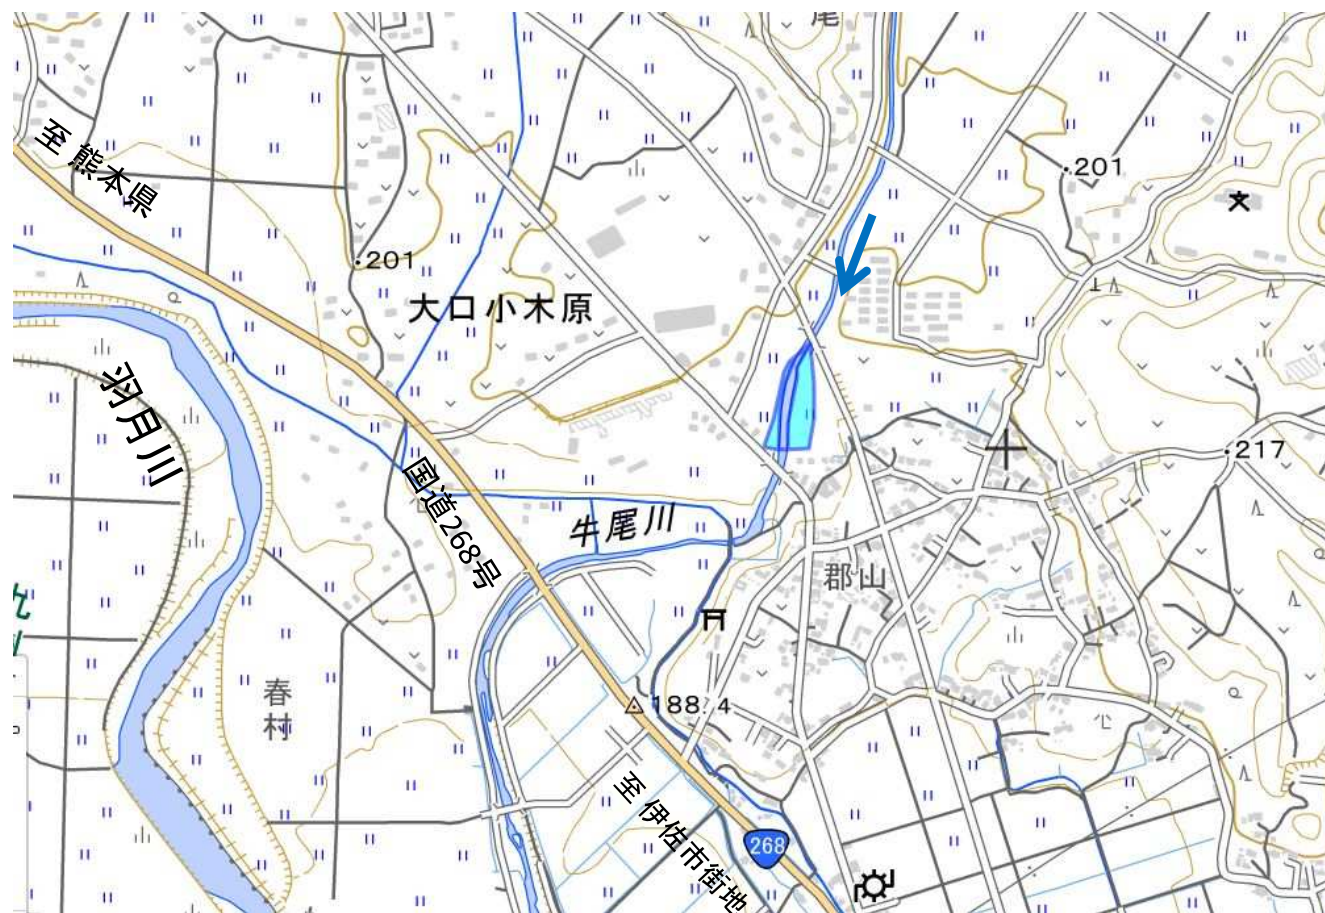 尾
至 熊本県
201
201
大口小木原
羽月川
217
国道268号
牛尾川
郡山
春村
188.4
至 伊佐市街地
268